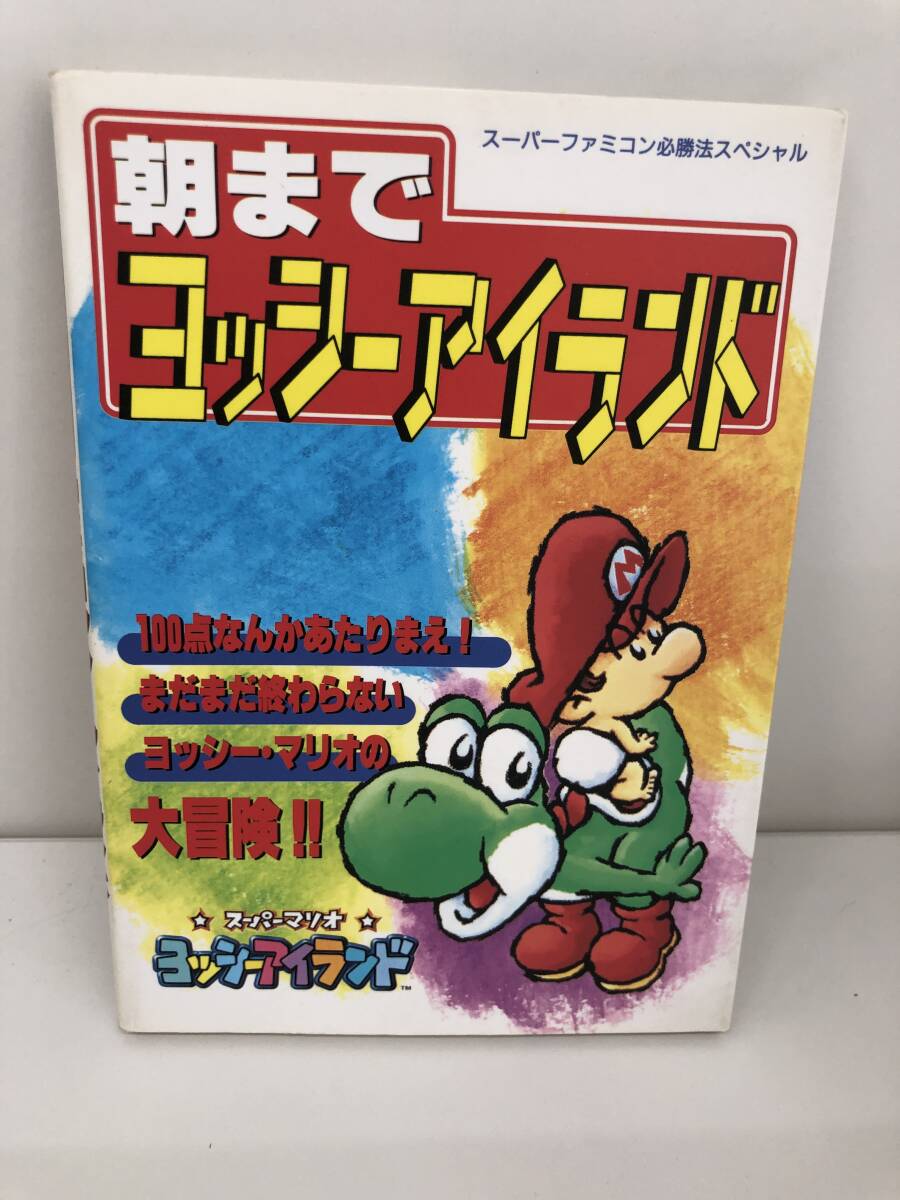 スーパーファミコン必勝法スペシャル
朝まで
ヨッシーアイランド
M
100点なんかあたりまえ!
まだまだ終わらない
ヨッシー・マリオの
大冒険!!
☆スーパーマリオ☆
ヨッシーアイランド™